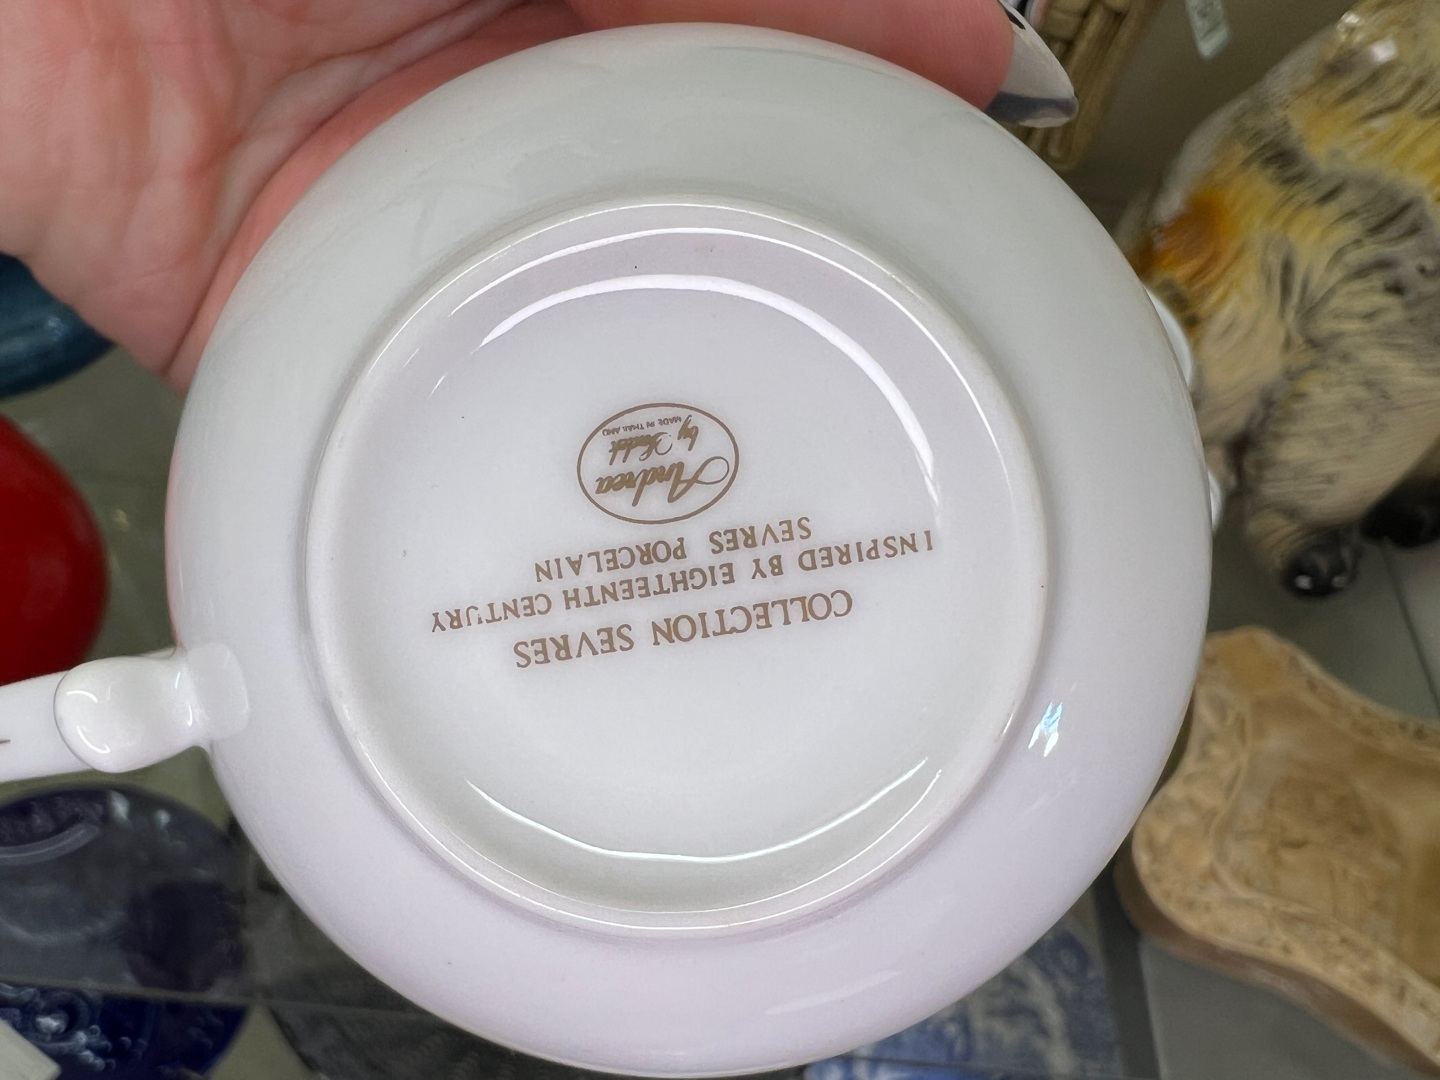 COLLECTION SEVRES
INSPIRED BY EIGHTEENTH CENTURY
SEVRES PORCELAIN
Andrea
by Sadek
MADE IN THAILAND